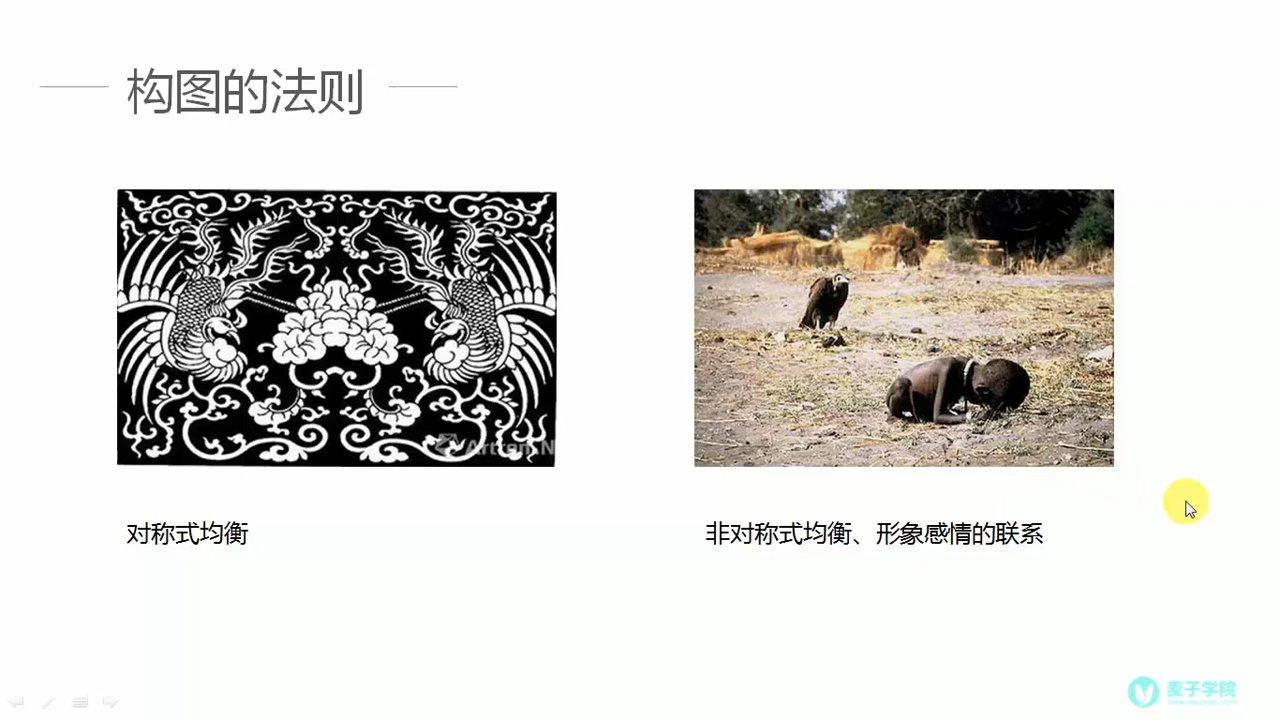 构图的法则
对称式均衡
非对称式均衡、形象感情的联系
麦子学院